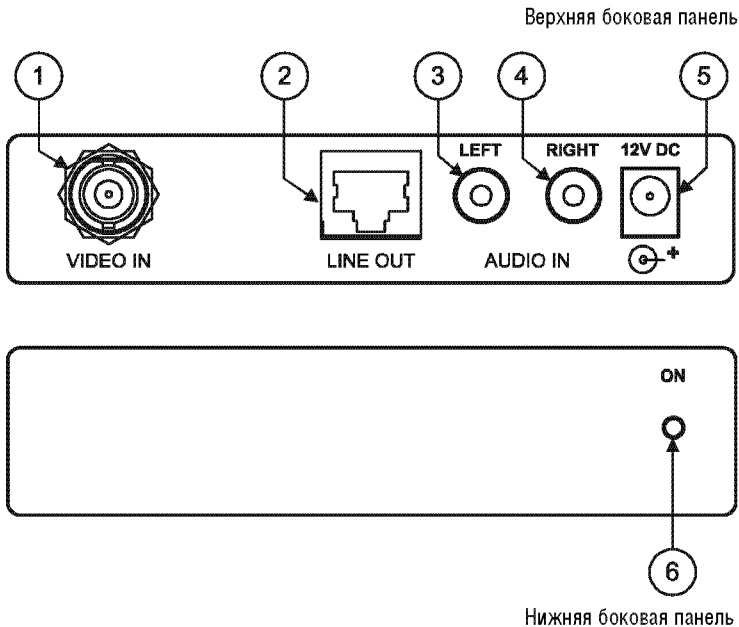 Верхняя боковая панель
1 2 3 4 5
LEFT RIGHT 12V DC
VIDEO IN LINE OUT AUDIO IN +
ON
6
Нижняя боковая панель